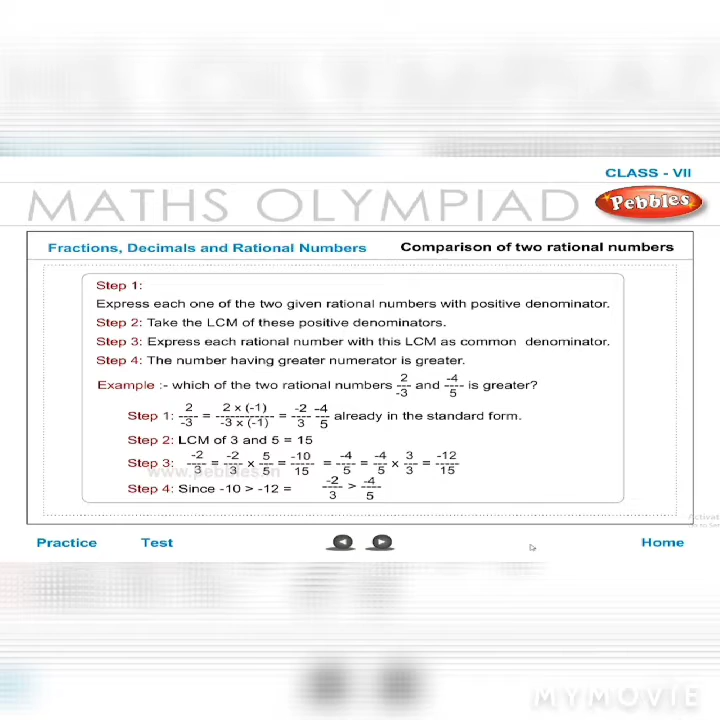 CLASS - VII
MATHS OLYMPIAD
Pebbles
Fractions, Decimals and Rational Numbers
Comparison of two rational numbers
Step 1:
Express each one of the two given rational numbers with positive denominator.
Step 2: Take the LCM of these positive denominators.
Step 3: Express each rational number with this LCM as common denominator.
Step 4: The number having greater numerator is greater.
Example :- which of the two rational numbers 2/-3 and -4/5 is greater?
Step 1: 2/-3 = 2 x (-1)/-3 x (-1) = -2/3 -4/5 already in the standard form.
Step 2: LCM of 3 and 5 = 15
Step 3: -2/3 = -2/3 x 5/5 = -10/15 = -4/5 = -4/5 x 3/3 = -12/15
www.pebbles.in
Step 4: Since -10 > -12 = -2/3 > -4/5
Practice
Test
Home
MYMOVIE